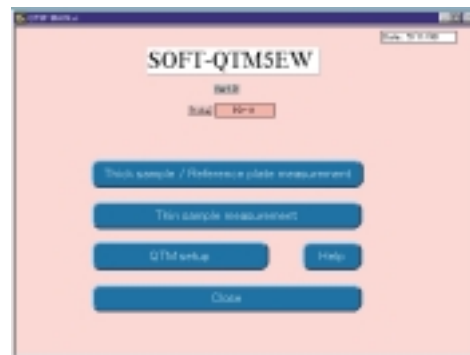 SOFT-QTM5EW
Thick sample / Reference plate measurement
Thin sample measurement
QTM setup
Help
Close